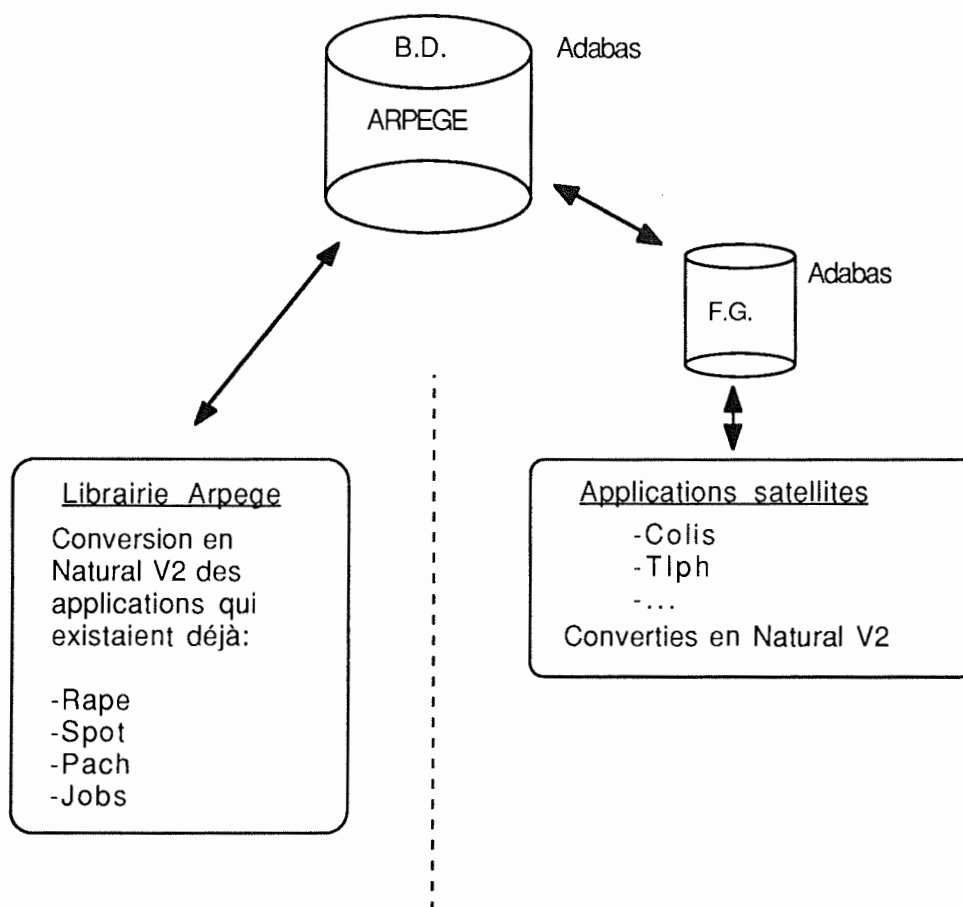 B.D.
Adabas
ARPEGE
Adabas
F.G.
Librairie Arpege
Conversion en
Natural V2 des
applications qui
existaient déjà:
-Rape
-Spot
-Pach
-Jobs
Applications satellites
-Colis
-Tlph
-...
Converties en Natural V2